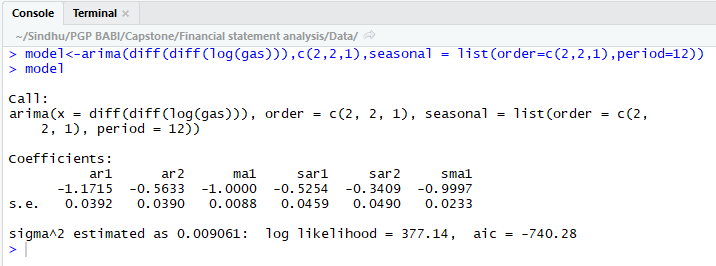 Console Terminal ×
~/Sindhu/PGP BABI/Capstone/Financial statement analysis/Data/
> model<-arima(diff(diff(log(gas))),c(2,2,1),seasonal = list(order=c(2,2,1),period=12))
> model
Call:
arima(x = diff(diff(log(gas))), order = c(2, 2, 1), seasonal = list(order = c(2,
2, 1), period = 12))
Coefficients:
ar1 ar2 ma1 sar1 sar2 sma1
-1.1715 -0.5633 -1.0000 -0.5254 -0.3409 -0.9997
s.e. 0.0392 0.0390 0.0088 0.0459 0.0490 0.0233
sigma^2 estimated as 0.009061: log likelihood = 377.14, aic = -740.28
>